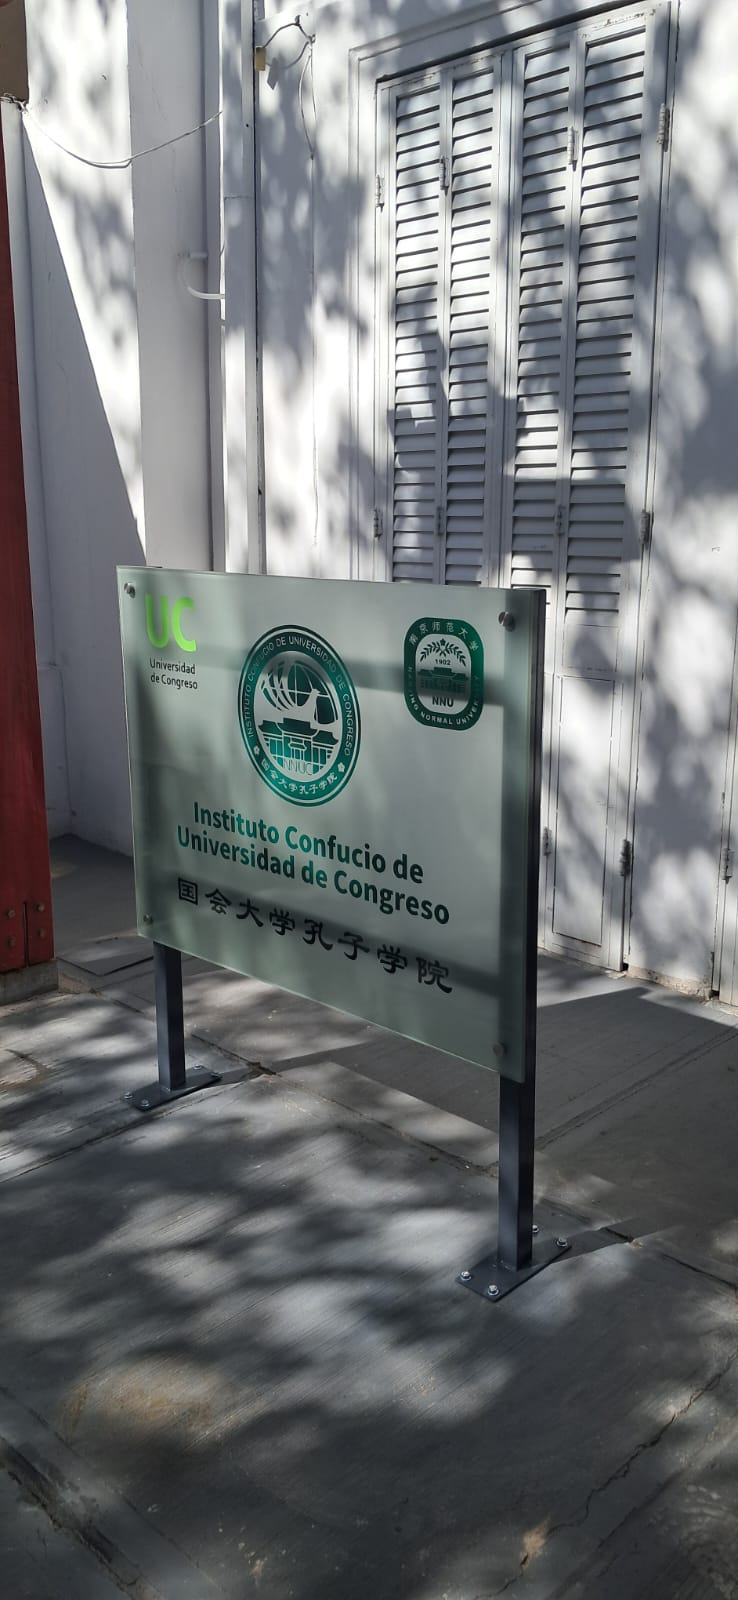 UC
Universidad
de Congreso
INSTITUTO CONFUCIO DE UNIVERSIDAD DE CONGRESO
NNUC
国会大学孔子学院
南京师范大学
1902
NNU
NANJING NORMAL UNIVERSITY
Instituto Confucio de
Universidad de Congreso
国会大学孔子学院